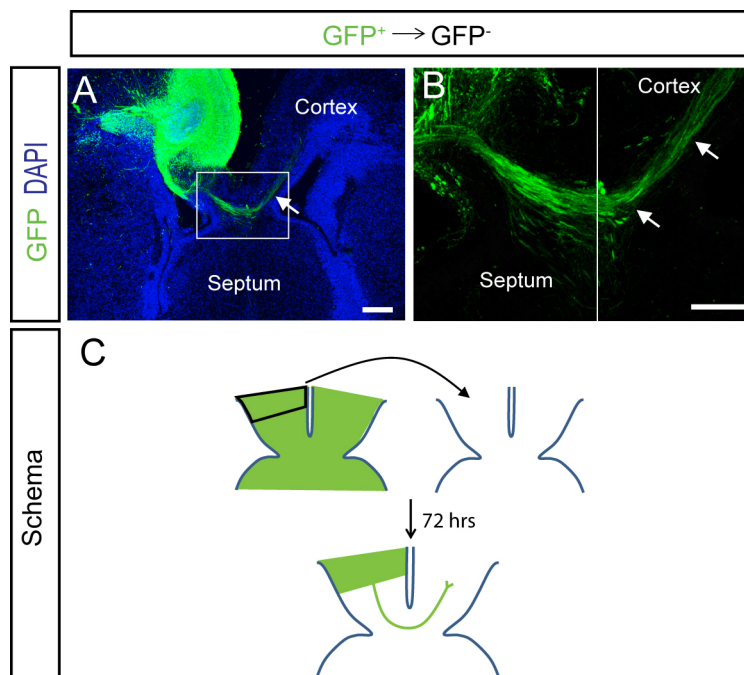 GFP⁺ → GFP⁻
GFP DAPI
A
Cortex
Septum
B
Cortex
Septum
Schema
C
72 hrs